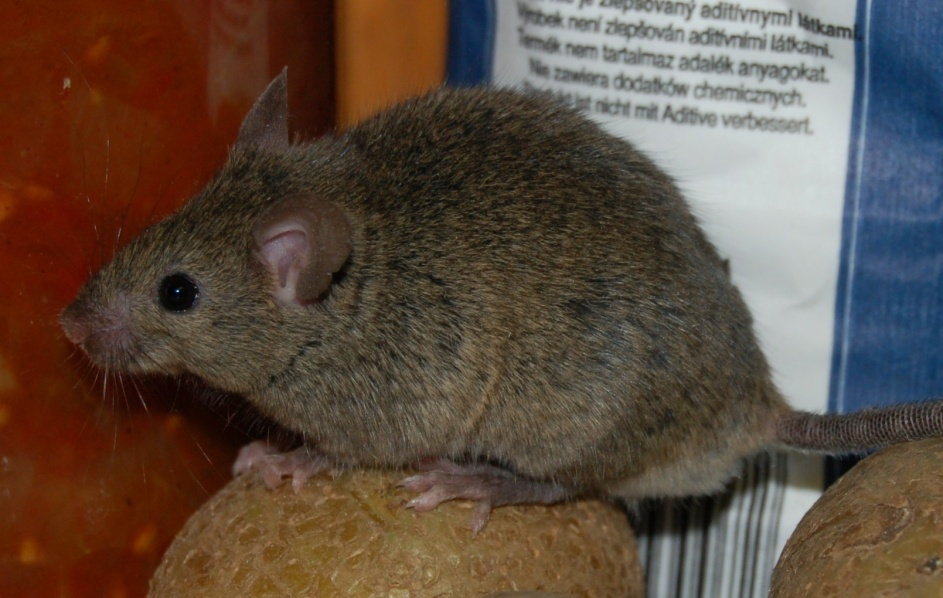 je zlepšovaný aditívnymi látkami.
Výrobek není zlepšován aditivními látkami.
Termék nem tartalmaz adalék anyagokat.
Nie zawiera dodatków chemicznych.
ist nicht mit Aditive verbessert.